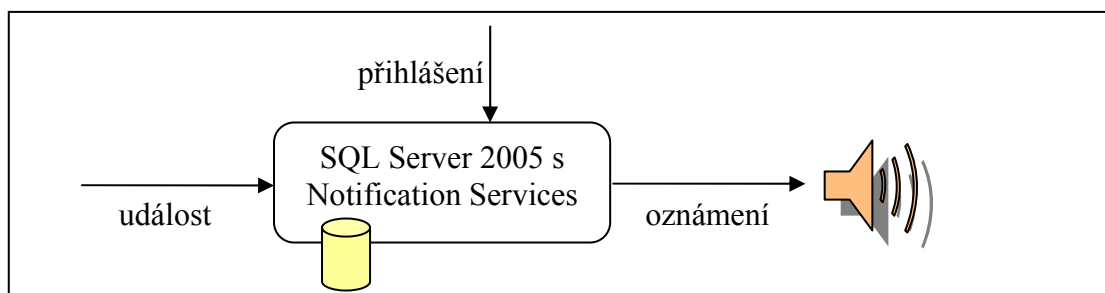 přihlášení
SQL Server 2005 s
Notification Services
událost
oznámení